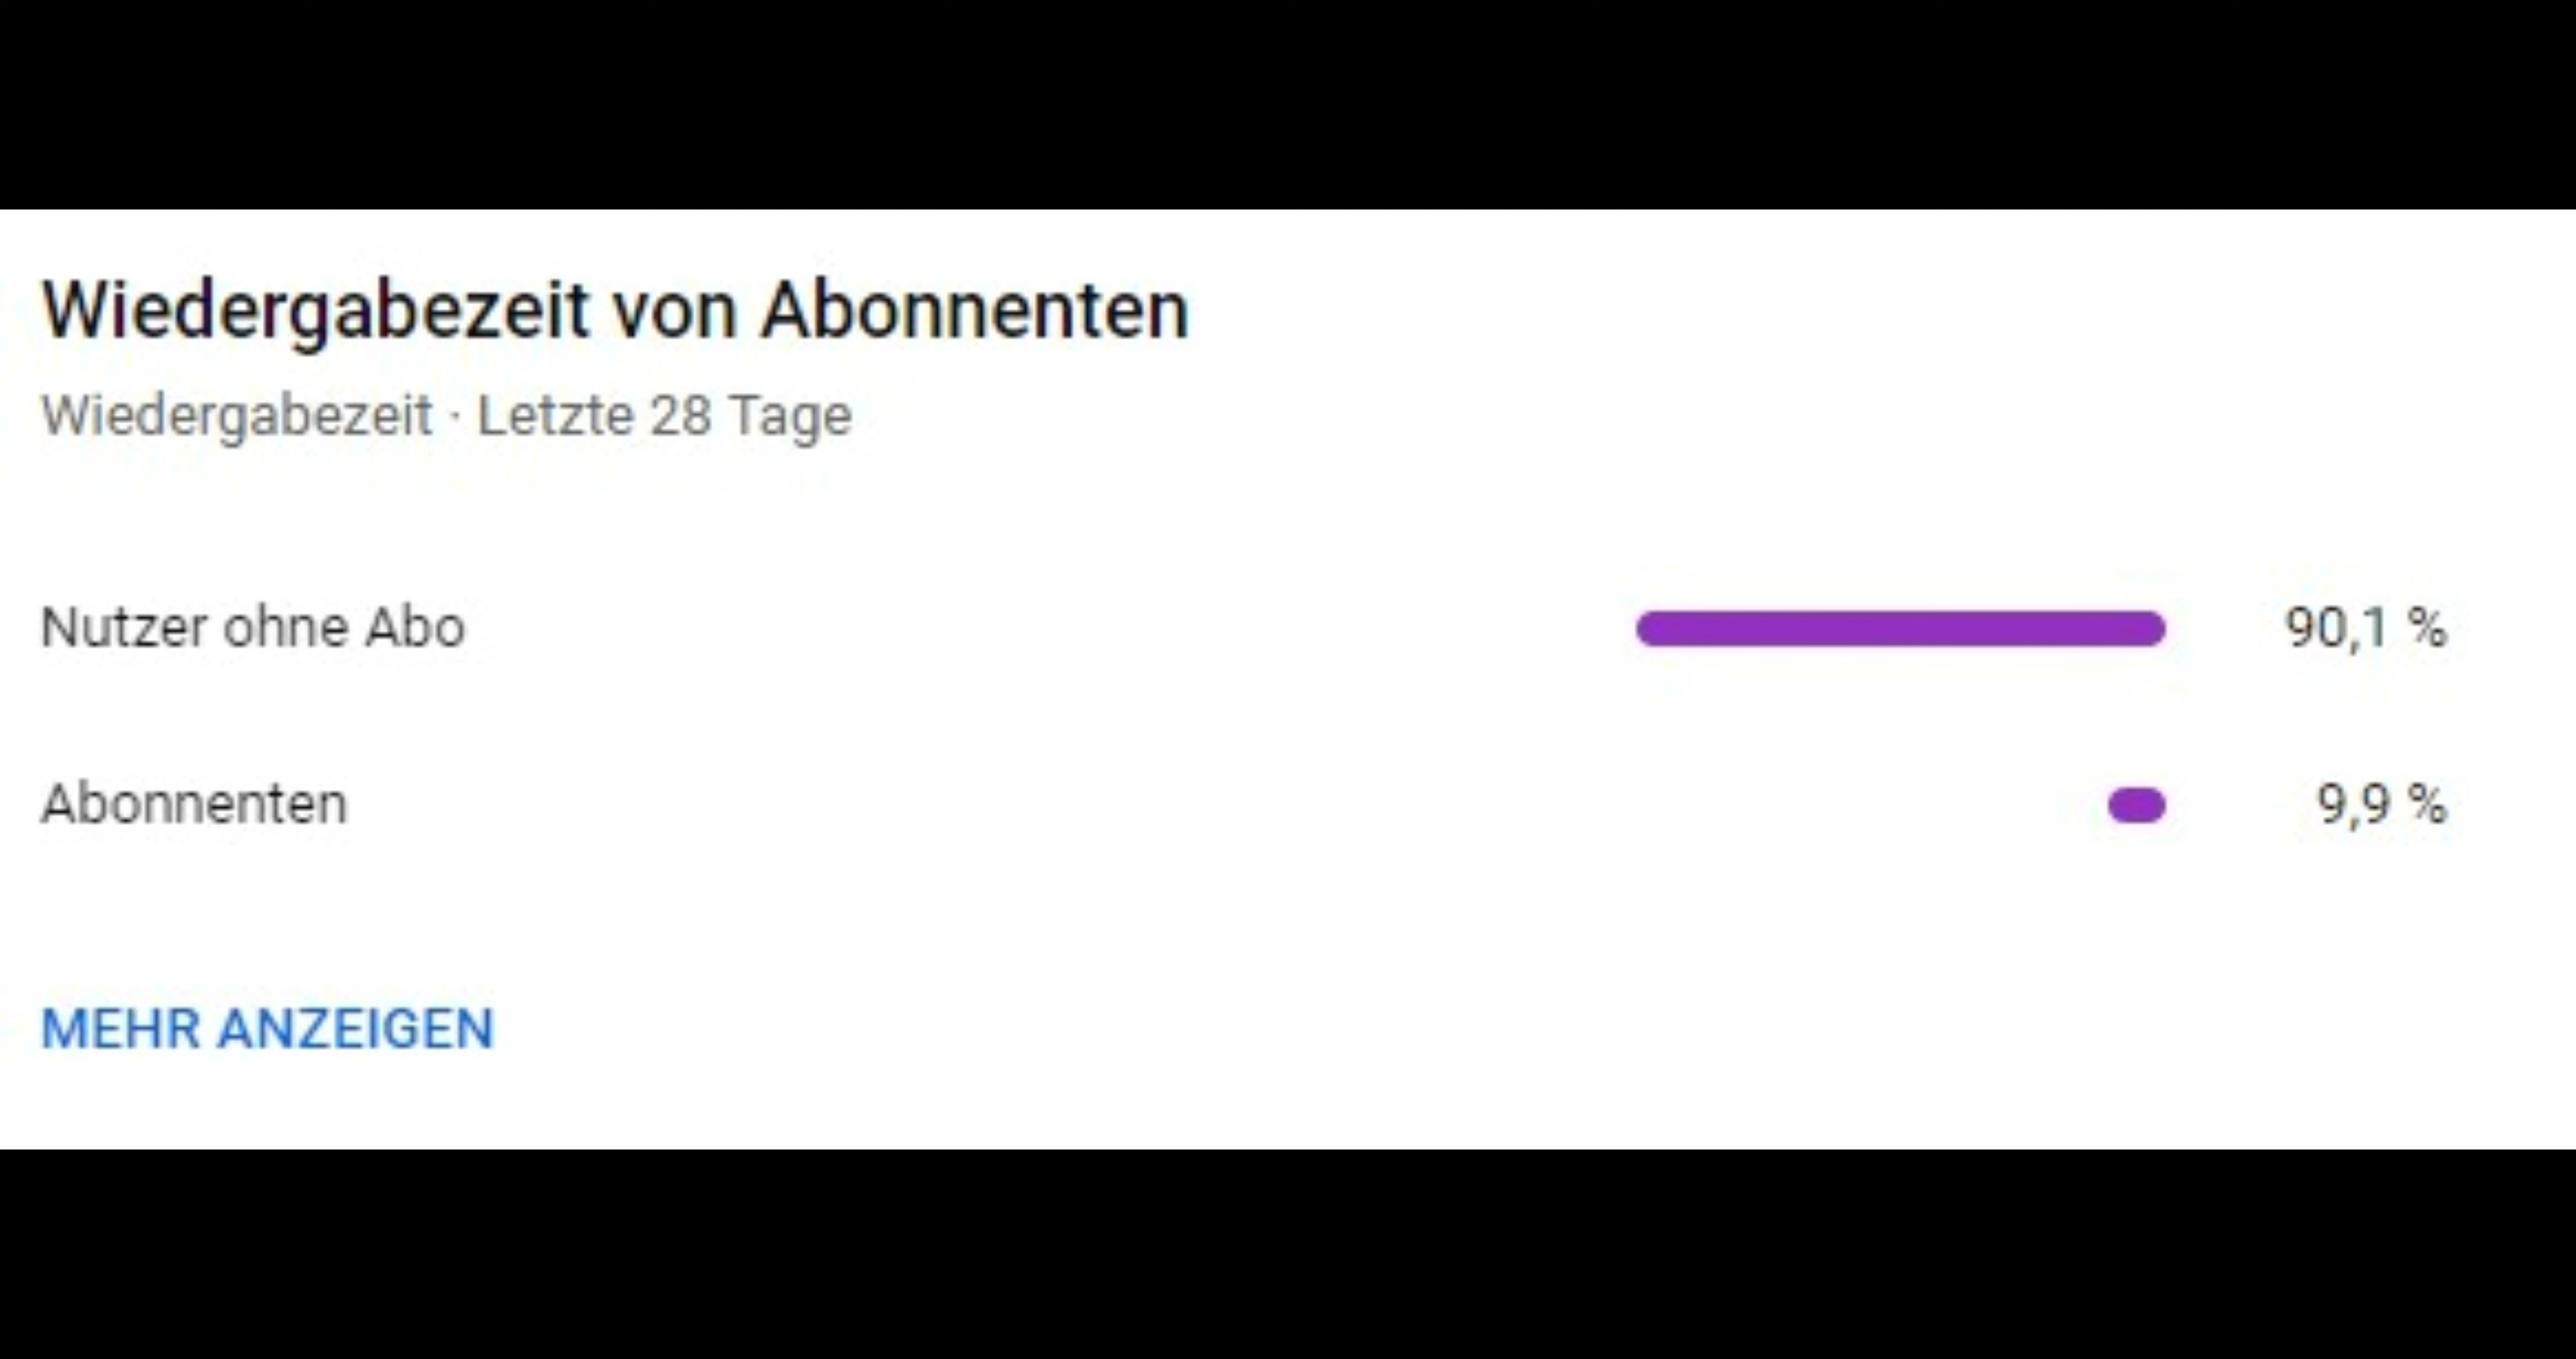 Wiedergabezeit von Abonnenten
Wiedergabezeit · Letzte 28 Tage
Nutzer ohne Abo 90,1 %
Abonnenten 9,9 %
MEHR ANZEIGEN